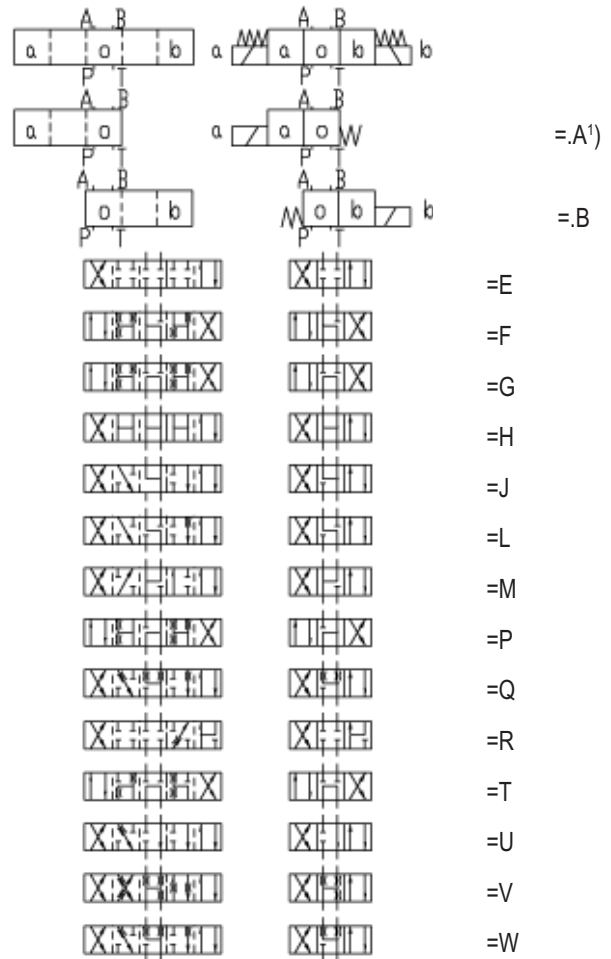 A B A B
a o b a a o b b
P T P T
A B A B
a o a a o =.A¹)
P T P T
A B A B
o b o b b =.B
P T P T
=E
=F
=G
=H
=J
=L
=M
=P
=Q
=R
=T
=U
=V
=W